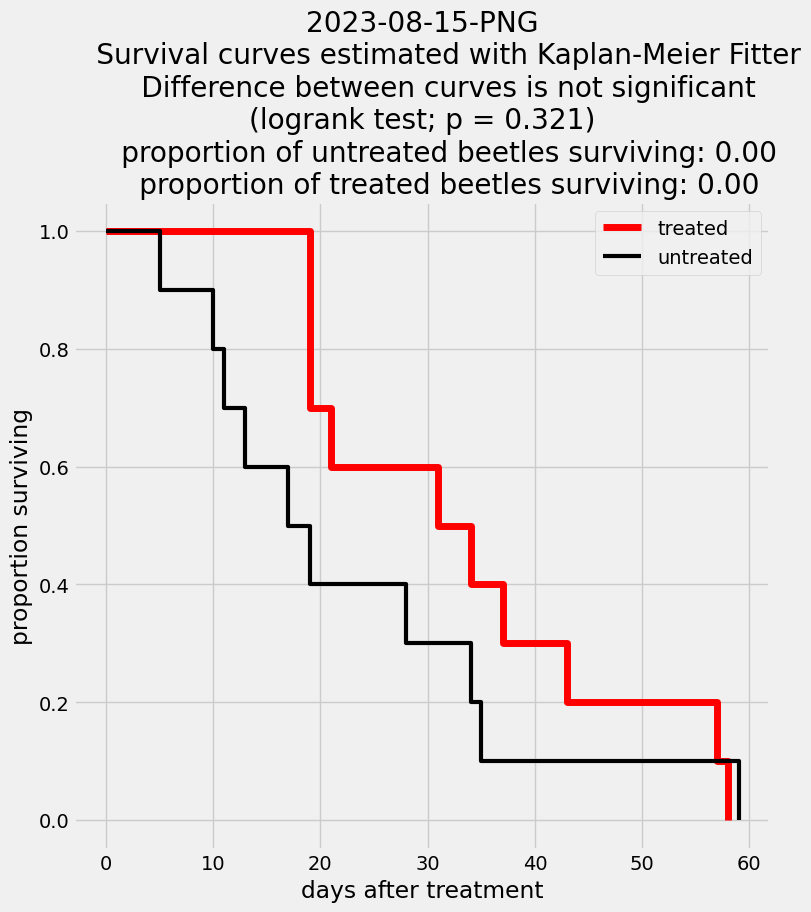 2023-08-15-PNG
Survival curves estimated with Kaplan-Meier Fitter
Difference between curves is not significant
(logrank test; p = 0.321)
proportion of untreated beetles surviving: 0.00
proportion of treated beetles surviving: 0.00
treated
untreated
1.0
0.8
0.6
0.4
0.2
0.0
proportion surviving
0 10 20 30 40 50 60
days after treatment